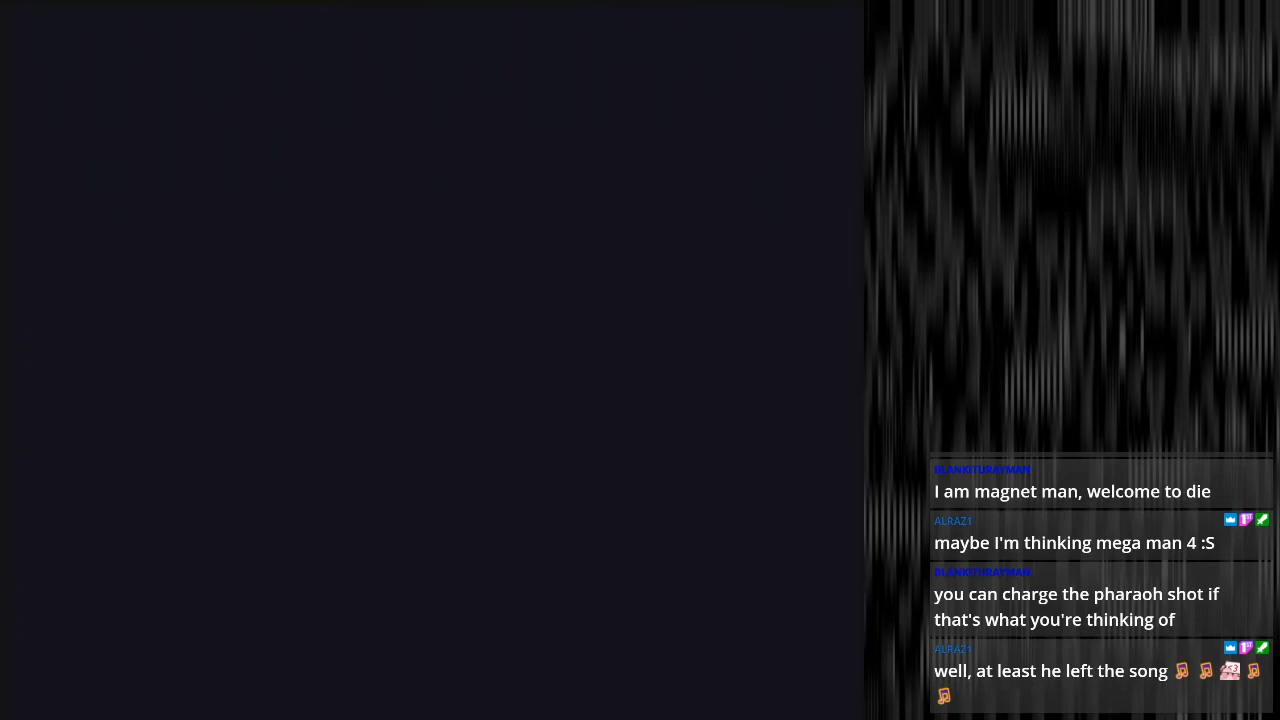 BLANKITURAYMAN
I am magnet man, welcome to die
ALRAZ1
maybe I'm thinking mega man 4 :S
BLANKITURAYMAN
you can charge the pharaoh shot if
that's what you're thinking of
ALRAZ1
well, at least he left the song